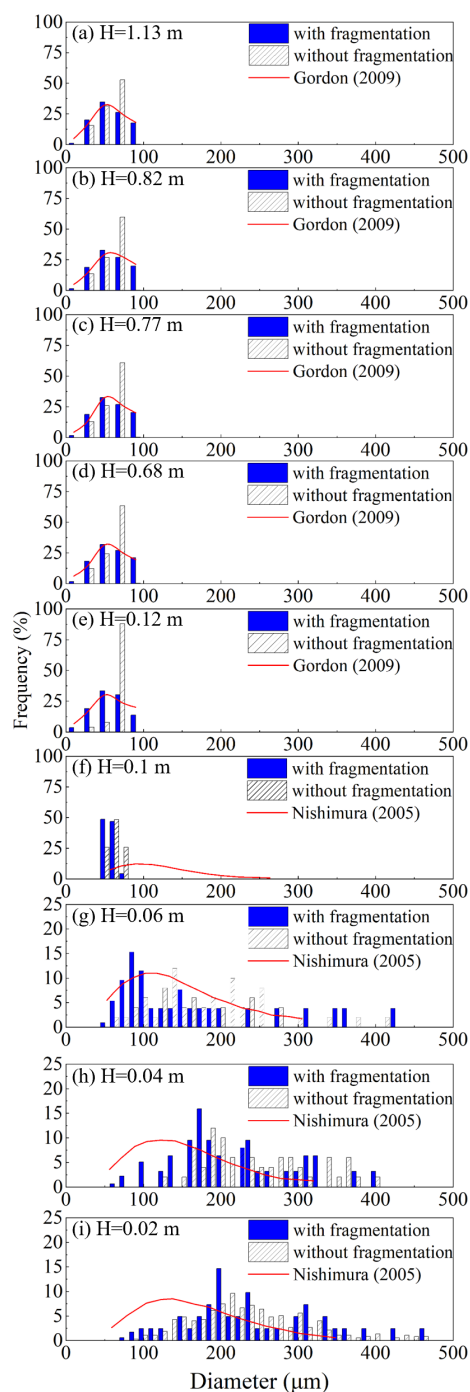 100
75
50
25
0
(a) H=1.13 m
with fragmentation
without fragmentation
Gordon (2009)
0 100 200 300 400 500
100
75
50
25
0
(b) H=0.82 m
with fragmentation
without fragmentation
Gordon (2009)
0 100 200 300 400 500
100
75
50
25
0
(c) H=0.77 m
with fragmentation
without fragmentation
Gordon (2009)
0 100 200 300 400 500
100
75
50
25
0
(d) H=0.68 m
with fragmentation
without fragmentation
Gordon (2009)
0 100 200 300 400 500
Frequency (%)
100
75
50
25
0
(e) H=0.12 m
with fragmentation
without fragmentation
Gordon (2009)
0 100 200 300 400 500
100
75
50
25
0
(f) H=0.1 m
with fragmentation
without fragmentation
Nishimura (2005)
0 100 200 300 400 500
25
20
15
10
5
0
(g) H=0.06 m
with fragmentation
without fragmentation
Nishimura (2005)
0 100 200 300 400 500
25
20
15
10
5
0
(h) H=0.04 m
with fragmentation
without fragmentation
Nishimura (2005)
0 100 200 300 400 500
25
20
15
10
5
0
(i) H=0.02 m
with fragmentation
without fragmentation
Nishimura (2005)
0 100 200 300 400 500
Diameter (μm)